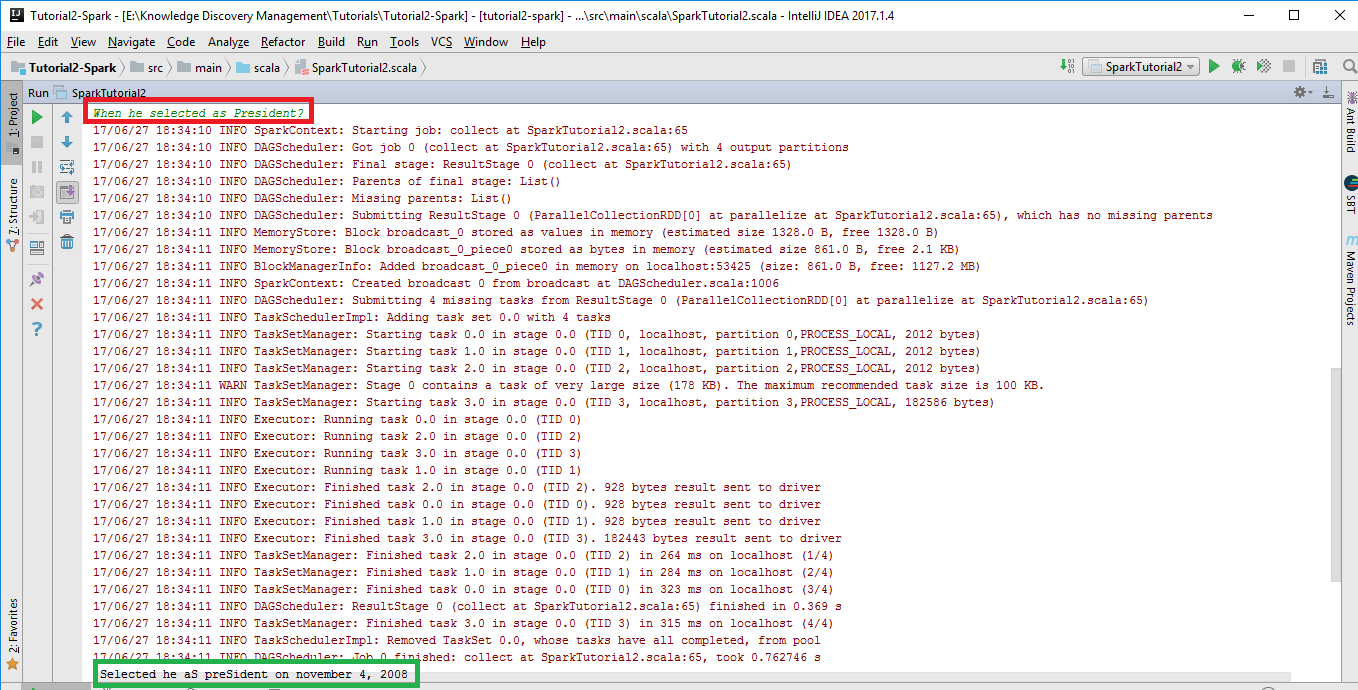 Tutorial2-Spark - [E:\Knowledge Discovery Management\Tutorials\Tutorial2-Spark] - [tutorial2-spark] - ...\src\main\scala\SparkTutorial2.scala - IntelliJ IDEA 2017.1.4
File Edit View Navigate Code Analyze Refactor Build Run Tools VCS Window Help
Tutorial2-Spark src main scala SparkTutorial2.scala SparkTutorial2
Run SparkTutorial2
1: Project
7: Structure
2: Favorites
Ant Build
SBT
Maven Projects
When he selected as President?
17/06/27 18:34:10 INFO SparkContext: Starting job: collect at SparkTutorial2.scala:65
17/06/27 18:34:10 INFO DAGScheduler: Got job 0 (collect at SparkTutorial2.scala:65) with 4 output partitions
17/06/27 18:34:10 INFO DAGScheduler: Final stage: ResultStage 0 (collect at SparkTutorial2.scala:65)
17/06/27 18:34:10 INFO DAGScheduler: Parents of final stage: List()
17/06/27 18:34:10 INFO DAGScheduler: Missing parents: List()
17/06/27 18:34:10 INFO DAGScheduler: Submitting ResultStage 0 (ParallelCollectionRDD[0] at parallelize at SparkTutorial2.scala:65), which has no missing parents
17/06/27 18:34:11 INFO MemoryStore: Block broadcast_0 stored as values in memory (estimated size 1328.0 B, free 1328.0 B)
17/06/27 18:34:11 INFO MemoryStore: Block broadcast_0_piece0 stored as bytes in memory (estimated size 861.0 B, free 2.1 KB)
17/06/27 18:34:11 INFO BlockManagerInfo: Added broadcast_0_piece0 in memory on localhost:53425 (size: 861.0 B, free: 1127.2 MB)
17/06/27 18:34:11 INFO SparkContext: Created broadcast 0 from broadcast at DAGScheduler.scala:1006
17/06/27 18:34:11 INFO DAGScheduler: Submitting 4 missing tasks from ResultStage 0 (ParallelCollectionRDD[0] at parallelize at SparkTutorial2.scala:65)
17/06/27 18:34:11 INFO TaskSchedulerImpl: Adding task set 0.0 with 4 tasks
17/06/27 18:34:11 INFO TaskSetManager: Starting task 0.0 in stage 0.0 (TID 0, localhost, partition 0,PROCESS_LOCAL, 2012 bytes)
17/06/27 18:34:11 INFO TaskSetManager: Starting task 1.0 in stage 0.0 (TID 1, localhost, partition 1,PROCESS_LOCAL, 2012 bytes)
17/06/27 18:34:11 INFO TaskSetManager: Starting task 2.0 in stage 0.0 (TID 2, localhost, partition 2,PROCESS_LOCAL, 2012 bytes)
17/06/27 18:34:11 WARN TaskSetManager: Stage 0 contains a task of very large size (178 KB). The maximum recommended task size is 100 KB.
17/06/27 18:34:11 INFO TaskSetManager: Starting task 3.0 in stage 0.0 (TID 3, localhost, partition 3,PROCESS_LOCAL, 182586 bytes)
17/06/27 18:34:11 INFO Executor: Running task 0.0 in stage 0.0 (TID 0)
17/06/27 18:34:11 INFO Executor: Running task 2.0 in stage 0.0 (TID 2)
17/06/27 18:34:11 INFO Executor: Running task 3.0 in stage 0.0 (TID 3)
17/06/27 18:34:11 INFO Executor: Running task 1.0 in stage 0.0 (TID 1)
17/06/27 18:34:11 INFO Executor: Finished task 2.0 in stage 0.0 (TID 2). 928 bytes result sent to driver
17/06/27 18:34:11 INFO Executor: Finished task 0.0 in stage 0.0 (TID 0). 928 bytes result sent to driver
17/06/27 18:34:11 INFO Executor: Finished task 1.0 in stage 0.0 (TID 1). 928 bytes result sent to driver
17/06/27 18:34:11 INFO Executor: Finished task 3.0 in stage 0.0 (TID 3). 182443 bytes result sent to driver
17/06/27 18:34:11 INFO TaskSetManager: Finished task 2.0 in stage 0.0 (TID 2) in 264 ms on localhost (1/4)
17/06/27 18:34:11 INFO TaskSetManager: Finished task 1.0 in stage 0.0 (TID 1) in 284 ms on localhost (2/4)
17/06/27 18:34:11 INFO TaskSetManager: Finished task 0.0 in stage 0.0 (TID 0) in 323 ms on localhost (3/4)
17/06/27 18:34:11 INFO DAGScheduler: ResultStage 0 (collect at SparkTutorial2.scala:65) finished in 0.369 s
17/06/27 18:34:11 INFO TaskSetManager: Finished task 3.0 in stage 0.0 (TID 3) in 315 ms on localhost (4/4)
17/06/27 18:34:11 INFO TaskSchedulerImpl: Removed TaskSet 0.0, whose tasks have all completed, from pool
17/06/27 18:34:11 INFO DAGScheduler: Job 0 finished: collect at SparkTutorial2.scala:65, took 0.762746 s
Selected he aS preSident on november 4, 2008